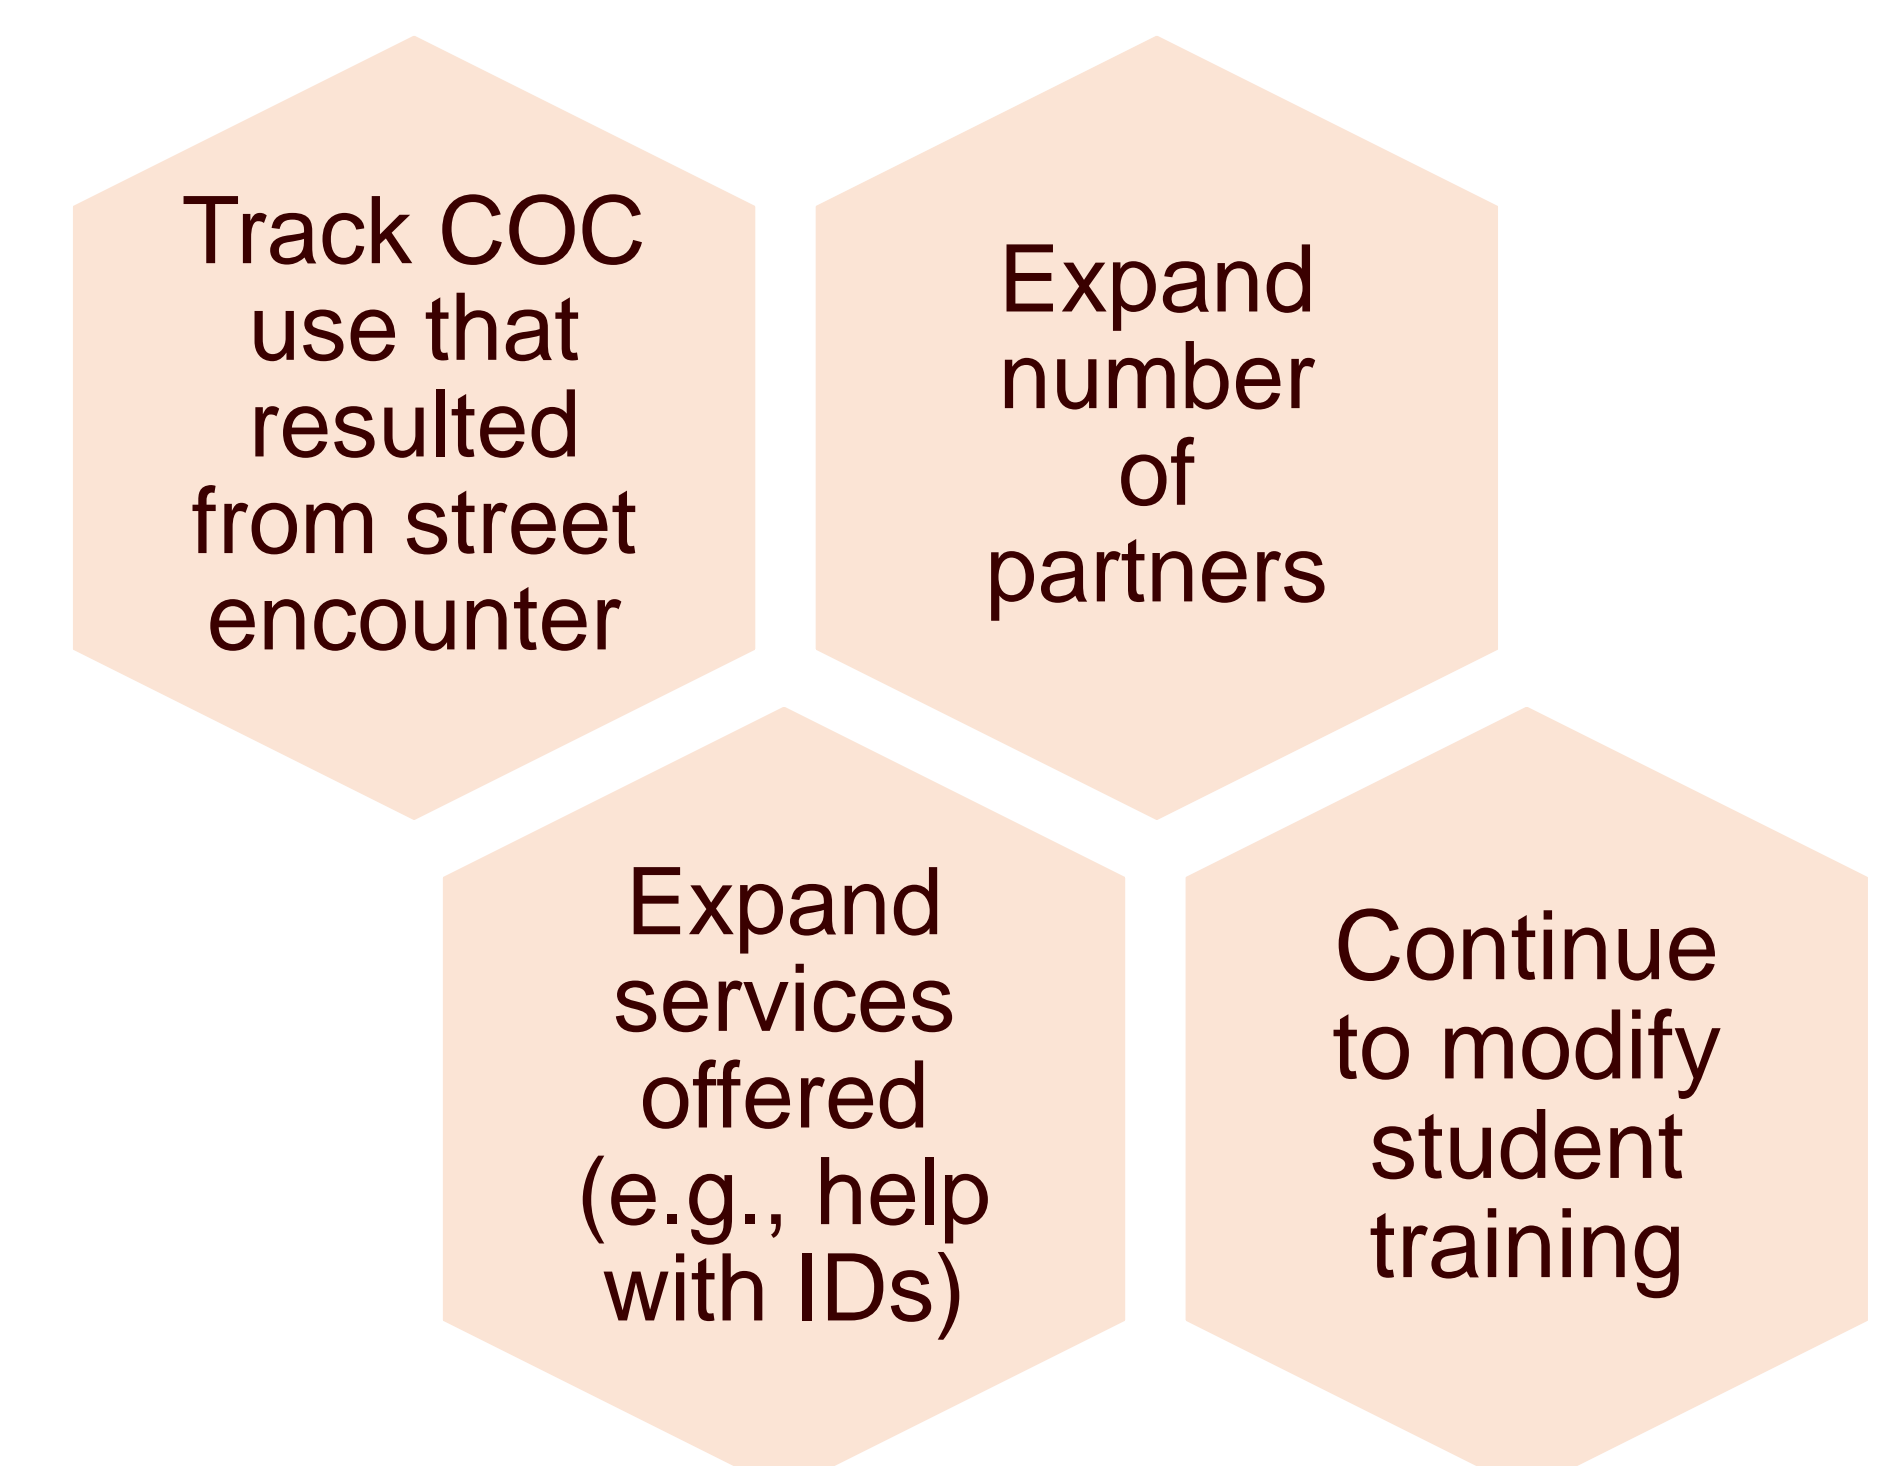 Track COC
use that
resulted
from street
encounter
Expand
number
of
partners
Expand
services
offered
(e.g., help
with IDs)
Continue
to modify
student
training